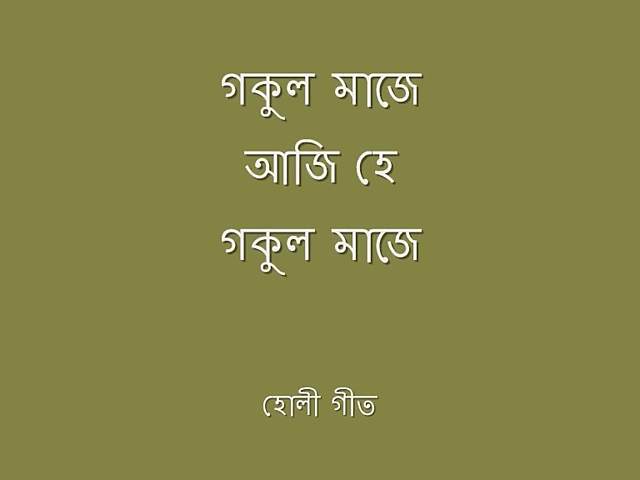 গকুল মাজে
আজি হে
গকুল মাজে
হোলী গীত